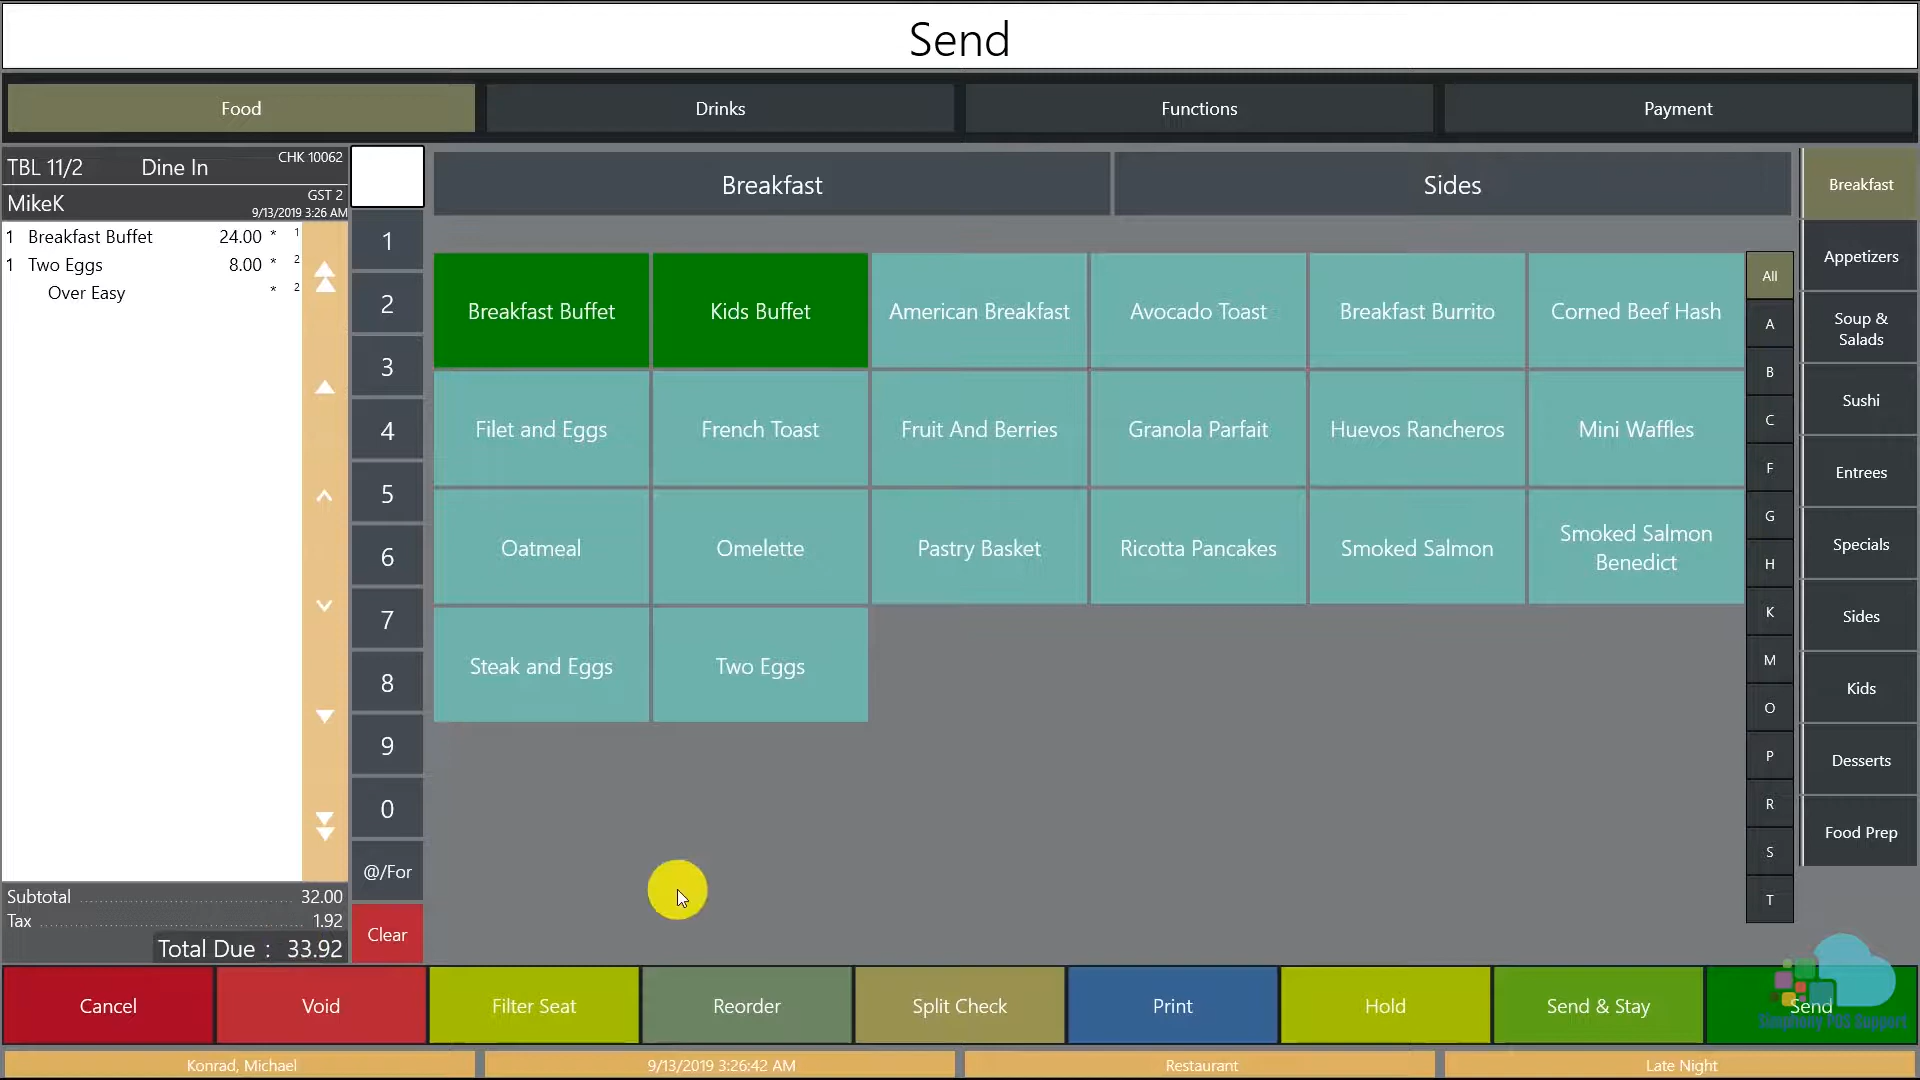 Send
Food
Drinks
Functions
Payment
TBL 11/2 Dine In CHK 10062
MikeK GST 2
9/13/2019 3:26 AM
1 Breakfast Buffet 24.00 * 1
1 Two Eggs 8.00 * 2
Over Easy * 2
Subtotal 32.00
Tax 1.92
Total Due : 33.92
1
2
3
4
5
6
7
8
9
0
@/For
Clear
Breakfast
Sides
Breakfast Buffet
Kids Buffet
American Breakfast
Avocado Toast
Breakfast Burrito
Corned Beef Hash
Filet and Eggs
French Toast
Fruit And Berries
Granola Parfait
Huevos Rancheros
Mini Waffles
Oatmeal
Omelette
Pastry Basket
Ricotta Pancakes
Smoked Salmon
Smoked Salmon
Benedict
Steak and Eggs
Two Eggs
All
A
B
C
F
G
H
K
M
O
P
R
S
T
Breakfast
Appetizers
Soup &
Salads
Sushi
Entrees
Specials
Sides
Kids
Desserts
Food Prep
Cancel
Void
Filter Seat
Reorder
Split Check
Print
Hold
Send & Stay
Send
Simphony POS Support
Konrad, Michael
9/13/2019 3:26:42 AM
Restaurant
Late Night